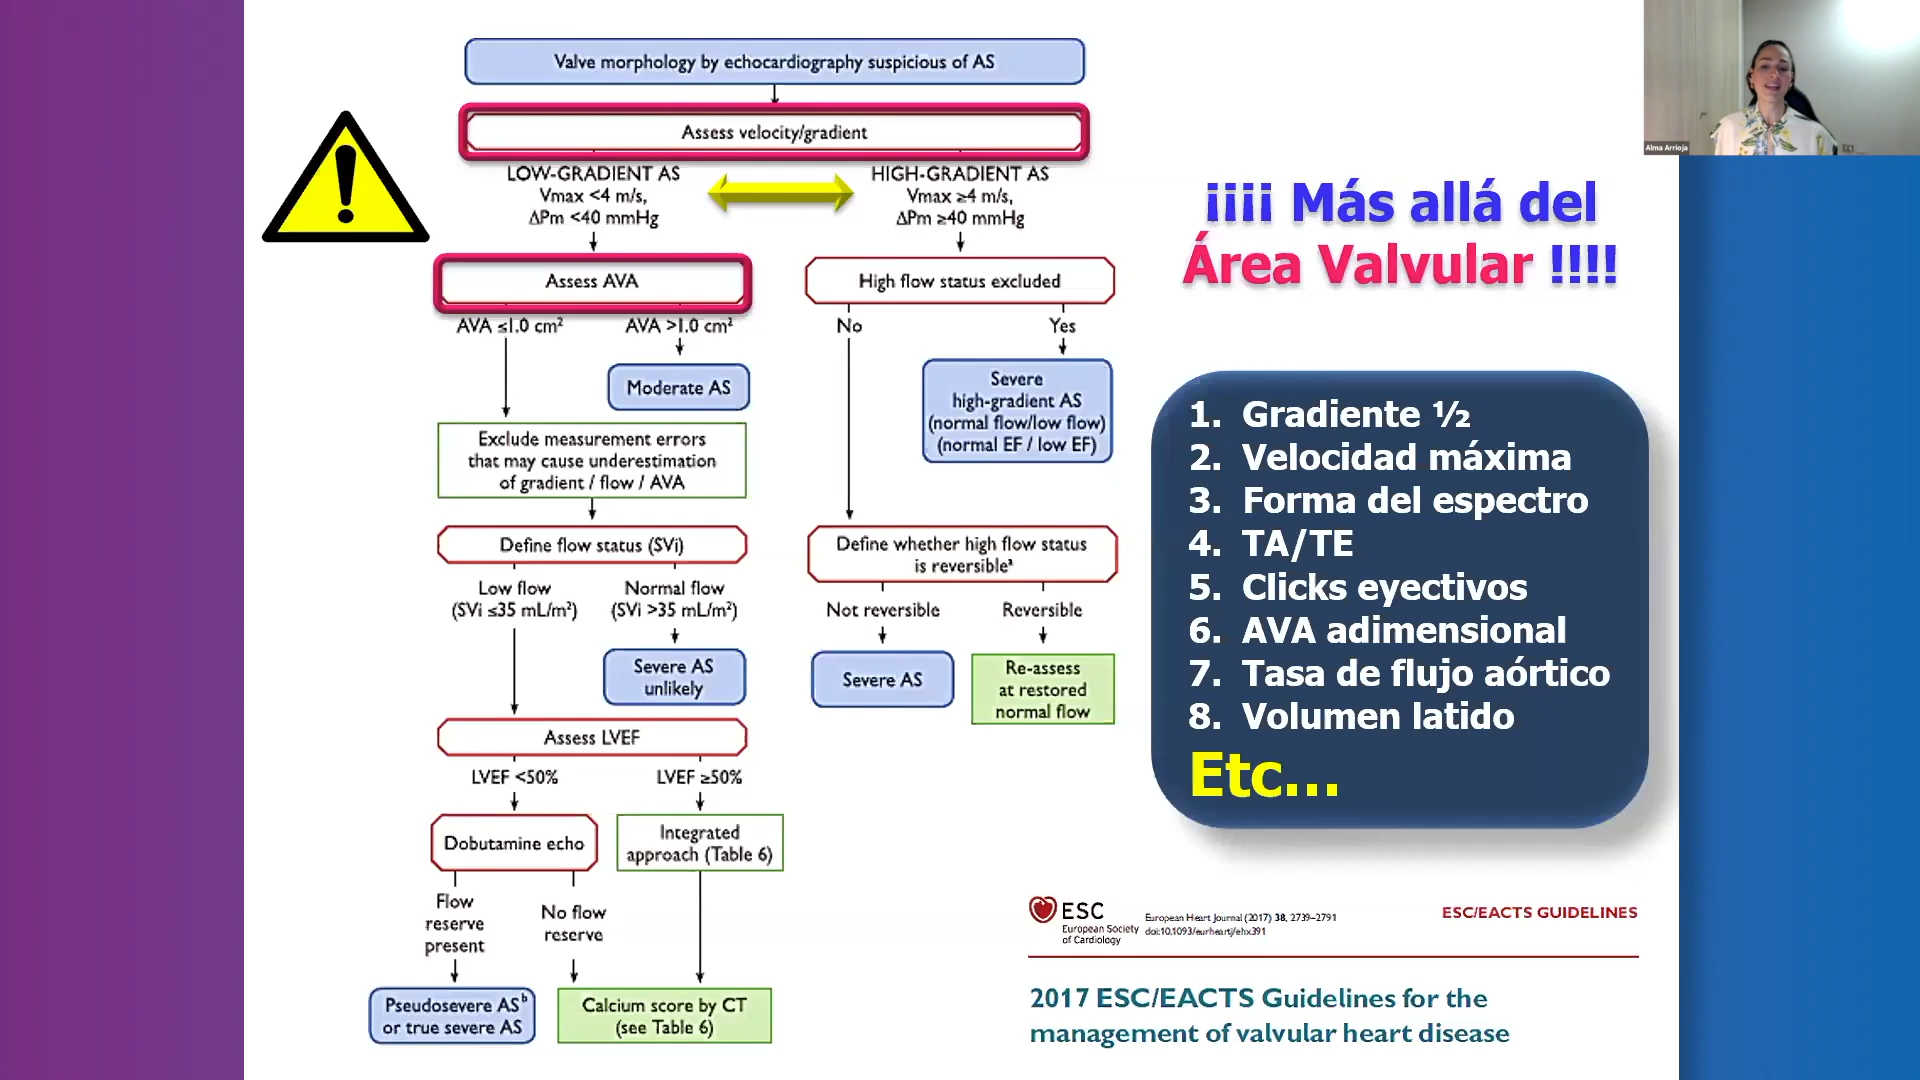 Valve morphology by echocardiography suspicious of AS
Assess velocity/gradient
LOW-GRADIENT AS
Vmax <4 m/s,
ΔPm <40 mmHg
HIGH-GRADIENT AS
Vmax ≥4 m/s,
ΔPm ≥40 mmHg
Assess AVA
High flow status excluded
AVA ≤1.0 cm²
AVA >1.0 cm²
No
Yes
Moderate AS
Severe
high-gradient AS
(normal flow/low flow)
(normal EF / low EF)
Exclude measurement errors
that may cause underestimation
of gradient / flow / AVA
Define flow status (SVi)
Define whether high flow status
is reversibleᵃ
Low flow
(SVi ≤35 mL/m²)
Normal flow
(SVi >35 mL/m²)
Not reversible
Reversible
Severe AS
unlikely
Severe AS
Re-assess
at restored
normal flow
Assess LVEF
LVEF <50%
LVEF ≥50%
Dobutamine echo
Integrated
approach (Table 6)
Flow
reserve
present
No flow
reserve
Pseudosevere ASᵇ
or true severe AS
Calcium score by CT
(see Table 6)
¡¡¡¡ Más allá del
Área Valvular !!!!
1. Gradiente ½
2. Velocidad máxima
3. Forma del espectro
4. TA/TE
5. Clicks eyectivos
6. AVA adimensional
7. Tasa de flujo aórtico
8. Volumen latido
Etc...
ESC
European Society
of Cardiology
European Heart Journal (2017) 38, 2739–2791
doi:10.1093/eurheartj/ehx391
ESC/EACTS GUIDELINES
2017 ESC/EACTS Guidelines for the
management of valvular heart disease
Alma Arrioja